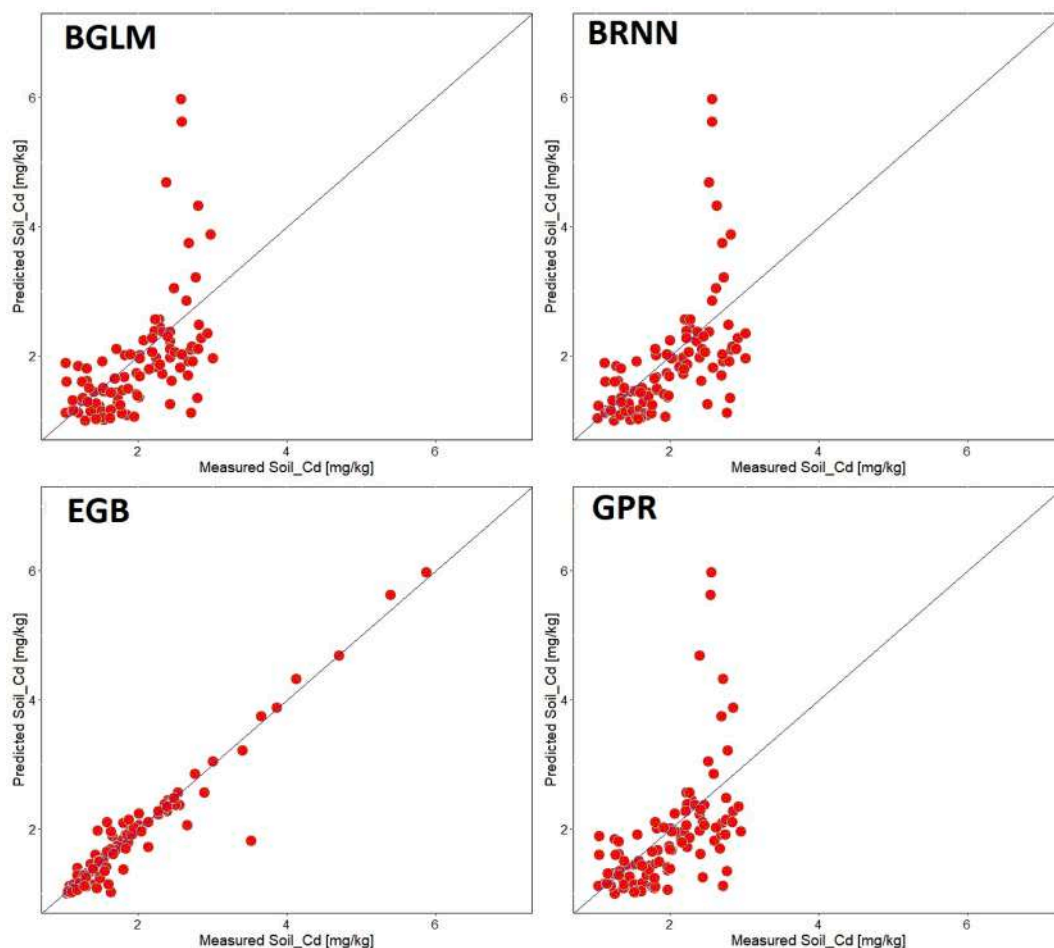 BGLM
Predicted Soil_Cd [mg/kg]
6
4
2
2 4 6
Measured Soil_Cd [mg/kg]
BRNN
Predicted Soil_Cd [mg/kg]
6
4
2
2 4 6
Measured Soil_Cd [mg/kg]
EGB
Predicted Soil_Cd [mg/kg]
6
4
2
2 4 6
Measured Soil_Cd [mg/kg]
GPR
Predicted Soil_Cd [mg/kg]
6
4
2
2 4 6
Measured Soil_Cd [mg/kg]